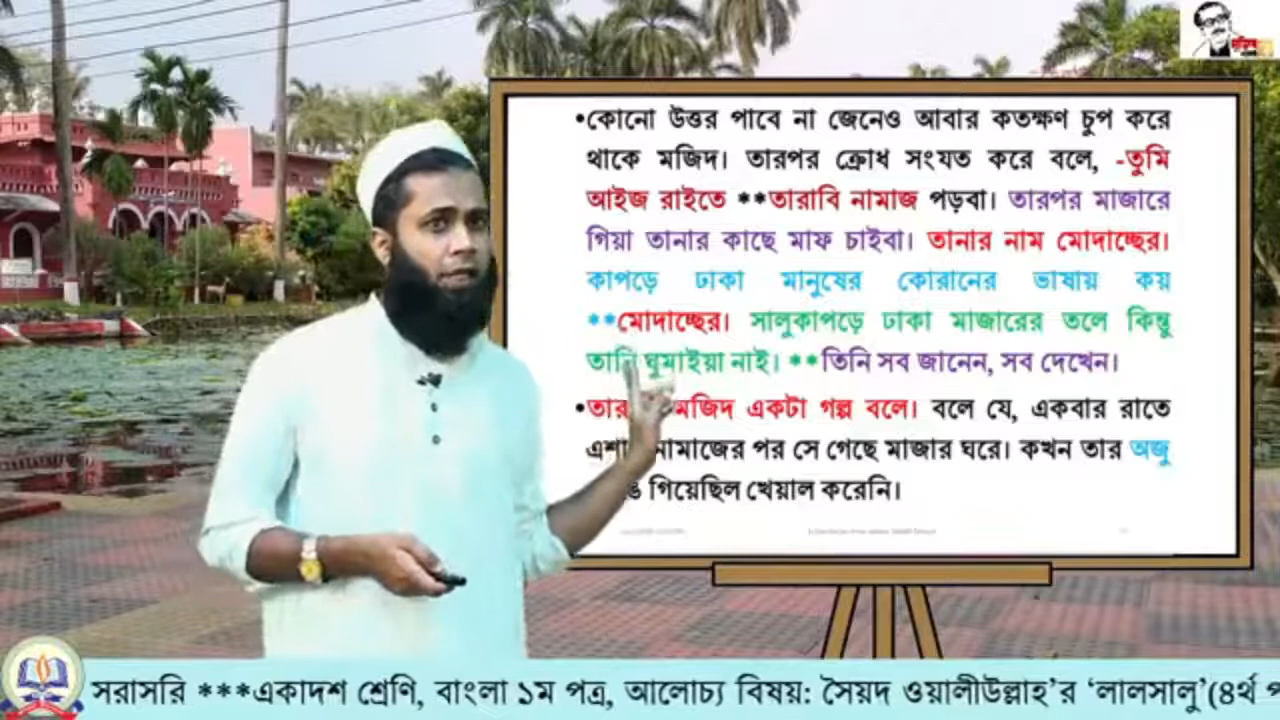 •কোনো উত্তর পাবে না জেনেও আবার কতক্ষণ চুপ করে
থাকে মজিদ। তারপর ক্রোধ সংযত করে বলে, -তুমি
আইজ রাইতে **তারাবি নামাজ পড়বা। তারপর মাজারে
গিয়া তানার কাছে মাফ চাইবা। তানার নাম মোদাচ্ছের।
কাপড়ে ঢাকা মানুষের কোরানের ভাষায় কয়
**মোদাচ্ছের। সালুকাপড়ে ঢাকা মাজারের তলে কিন্তু
তানি ঘুমাইয়া নাই। **তিনি সব জানেন, সব দেখেন।
মজিদ একটা গল্প বলে। বলে যে, একবার রাতে
নামাজের পর সে গেছে মাজার ঘরে। কখন তার অজু
গিয়েছিল খেয়াল করেনি।
সরাসরি ***একাদশ শ্রেণি, বাংলা ১ম পত্র, আলোচ্য বিষয়: সৈয়দ ওয়ালীউল্লাহ’র ‘লালসালু’(৪র্থ